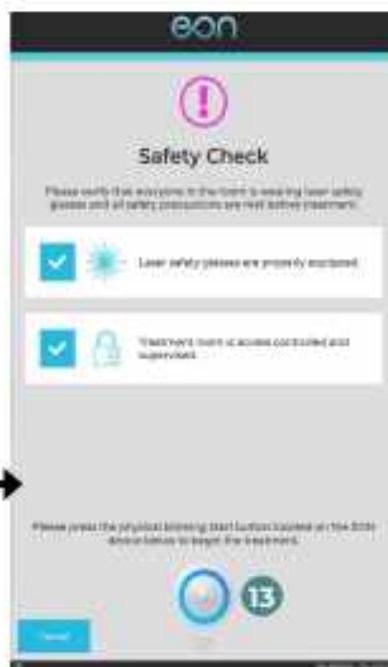 eon
!
Safety Check
Please verify that everyone in the room is wearing laser safety
glasses and all safety precautions are met before treatment.
Laser safety glasses are properly equipped.
Treatment room is access controlled and
supervised.
Please press the physical blinking start button located on the EON
device below to begin the treatment.
13